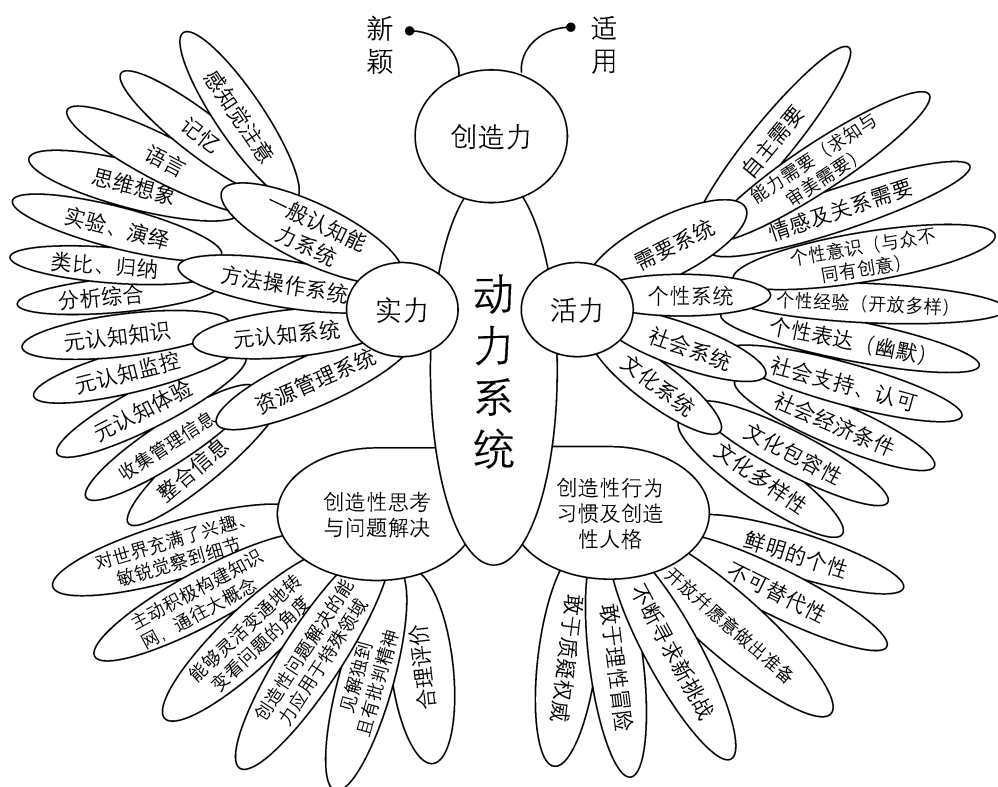 新
颖
适
用
创造力
动力系统
实力
一般认知能
力系统
感知觉注意
记忆
语言
思维想象
方法操作系统
实验、演绎
类比、归纳
分析综合
元认知系统
元认知知识
元认知监控
元认知体验
资源管理系统
收集管理信息
整合信息
活力
需要系统
自主需要
能力需要（求知与
审美需要）
情感及关系需要
个性系统
个性意识（与众不
同有创意）
个性经验（开放多样）
个性表达（幽默）
社会系统
社会支持、认可
社会经济条件
文化系统
文化包容性
文化多样性
创造性思考
与问题解决
对世界充满了兴趣、
敏锐觉察到细节
主动积极构建知识
网，通往大概念
能够灵活变通地转
变看问题的角度
创造性问题解决的能
力应用于特殊领域
见解独到
且有批判精神
合理评价
创造性行为
习惯及创造
性人格
鲜明的个性
不可替代性
开放并愿意做出准备
不断寻求新挑战
敢于理性冒险
敢于质疑权威